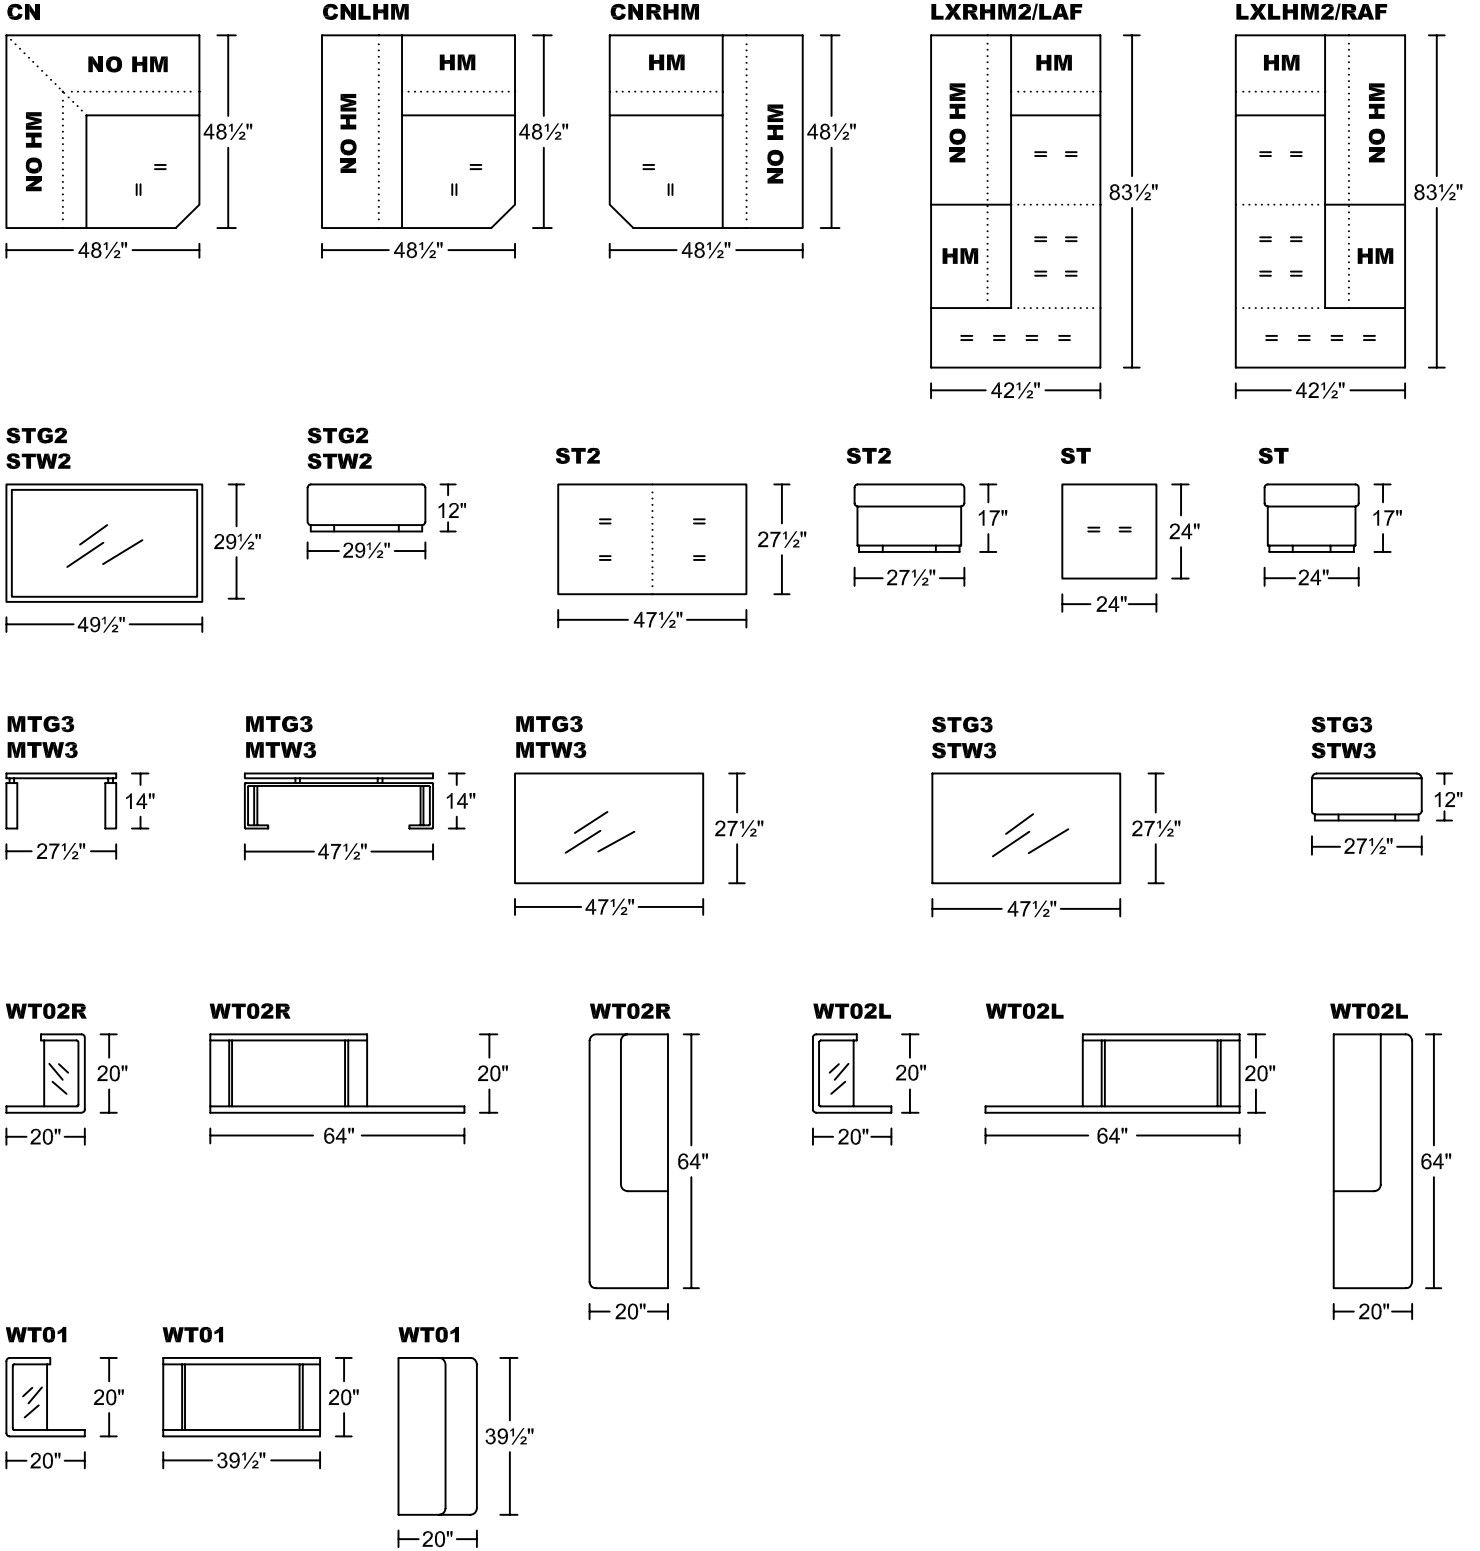 CN
NO HM
NO HM
48½"
48½"
CNLHM
HM
NO HM
48½"
48½"
CNRHM
HM
NO HM
48½"
48½"
LXRHM2/LAF
NO HM
HM
HM
83½"
42½"
LXLHM2/RAF
HM
NO HM
HM
83½"
42½"
STG2
STW2
29½"
49½"
STG2
STW2
12"
29½"
ST2
27½"
47½"
ST2
17"
27½"
ST
24"
24"
ST
17"
24"
MTG3
MTW3
14"
27½"
MTG3
MTW3
14"
47½"
MTG3
MTW3
27½"
47½"
STG3
STW3
27½"
47½"
STG3
STW3
12"
27½"
WT02R
20"
20"
WT02R
20"
64"
WT02R
64"
20"
WT02L
20"
20"
WT02L
20"
64"
WT02L
64"
20"
WT01
20"
20"
WT01
20"
39½"
WT01
39½"
20"